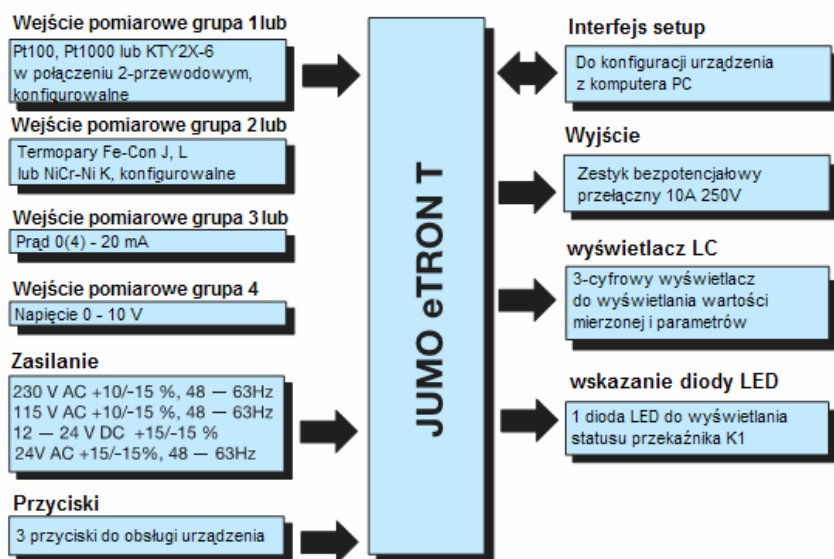 Wejście pomiarowe grupa 1 lub
Pt100, Pt1000 lub KTY2X-6
w połączeniu 2-przewodowym,
konfigurowalne
Wejście pomiarowe grupa 2 lub
Termopary Fe-Con J, L
lub NiCr-Ni K, konfigurowalne
Wejście pomiarowe grupa 3 lub
Prąd 0(4) - 20 mA
Wejście pomiarowe grupa 4
Napięcie 0 - 10 V
Zasilanie
230 V AC +10/-15 %, 48 — 63Hz
115 V AC +10/-15 %, 48 — 63Hz
12 — 24 V DC +15/-15 %
24V AC +15/-15%, 48 — 63Hz
Przyciski
3 przyciski do obsługi urządzenia
JUMO eTRON T
Interfejs setup
Do konfiguracji urządzenia
z komputera PC
Wyjście
Zestyk bezpotencjałowy
przełączny 10A 250V
wyświetlacz LC
3-cyfrowy wyświetlacz
do wyświetlania wartości
mierzonej i parametrów
wskazanie diody LED
1 dioda LED do wyświetlania
statusu przekaźnika K1